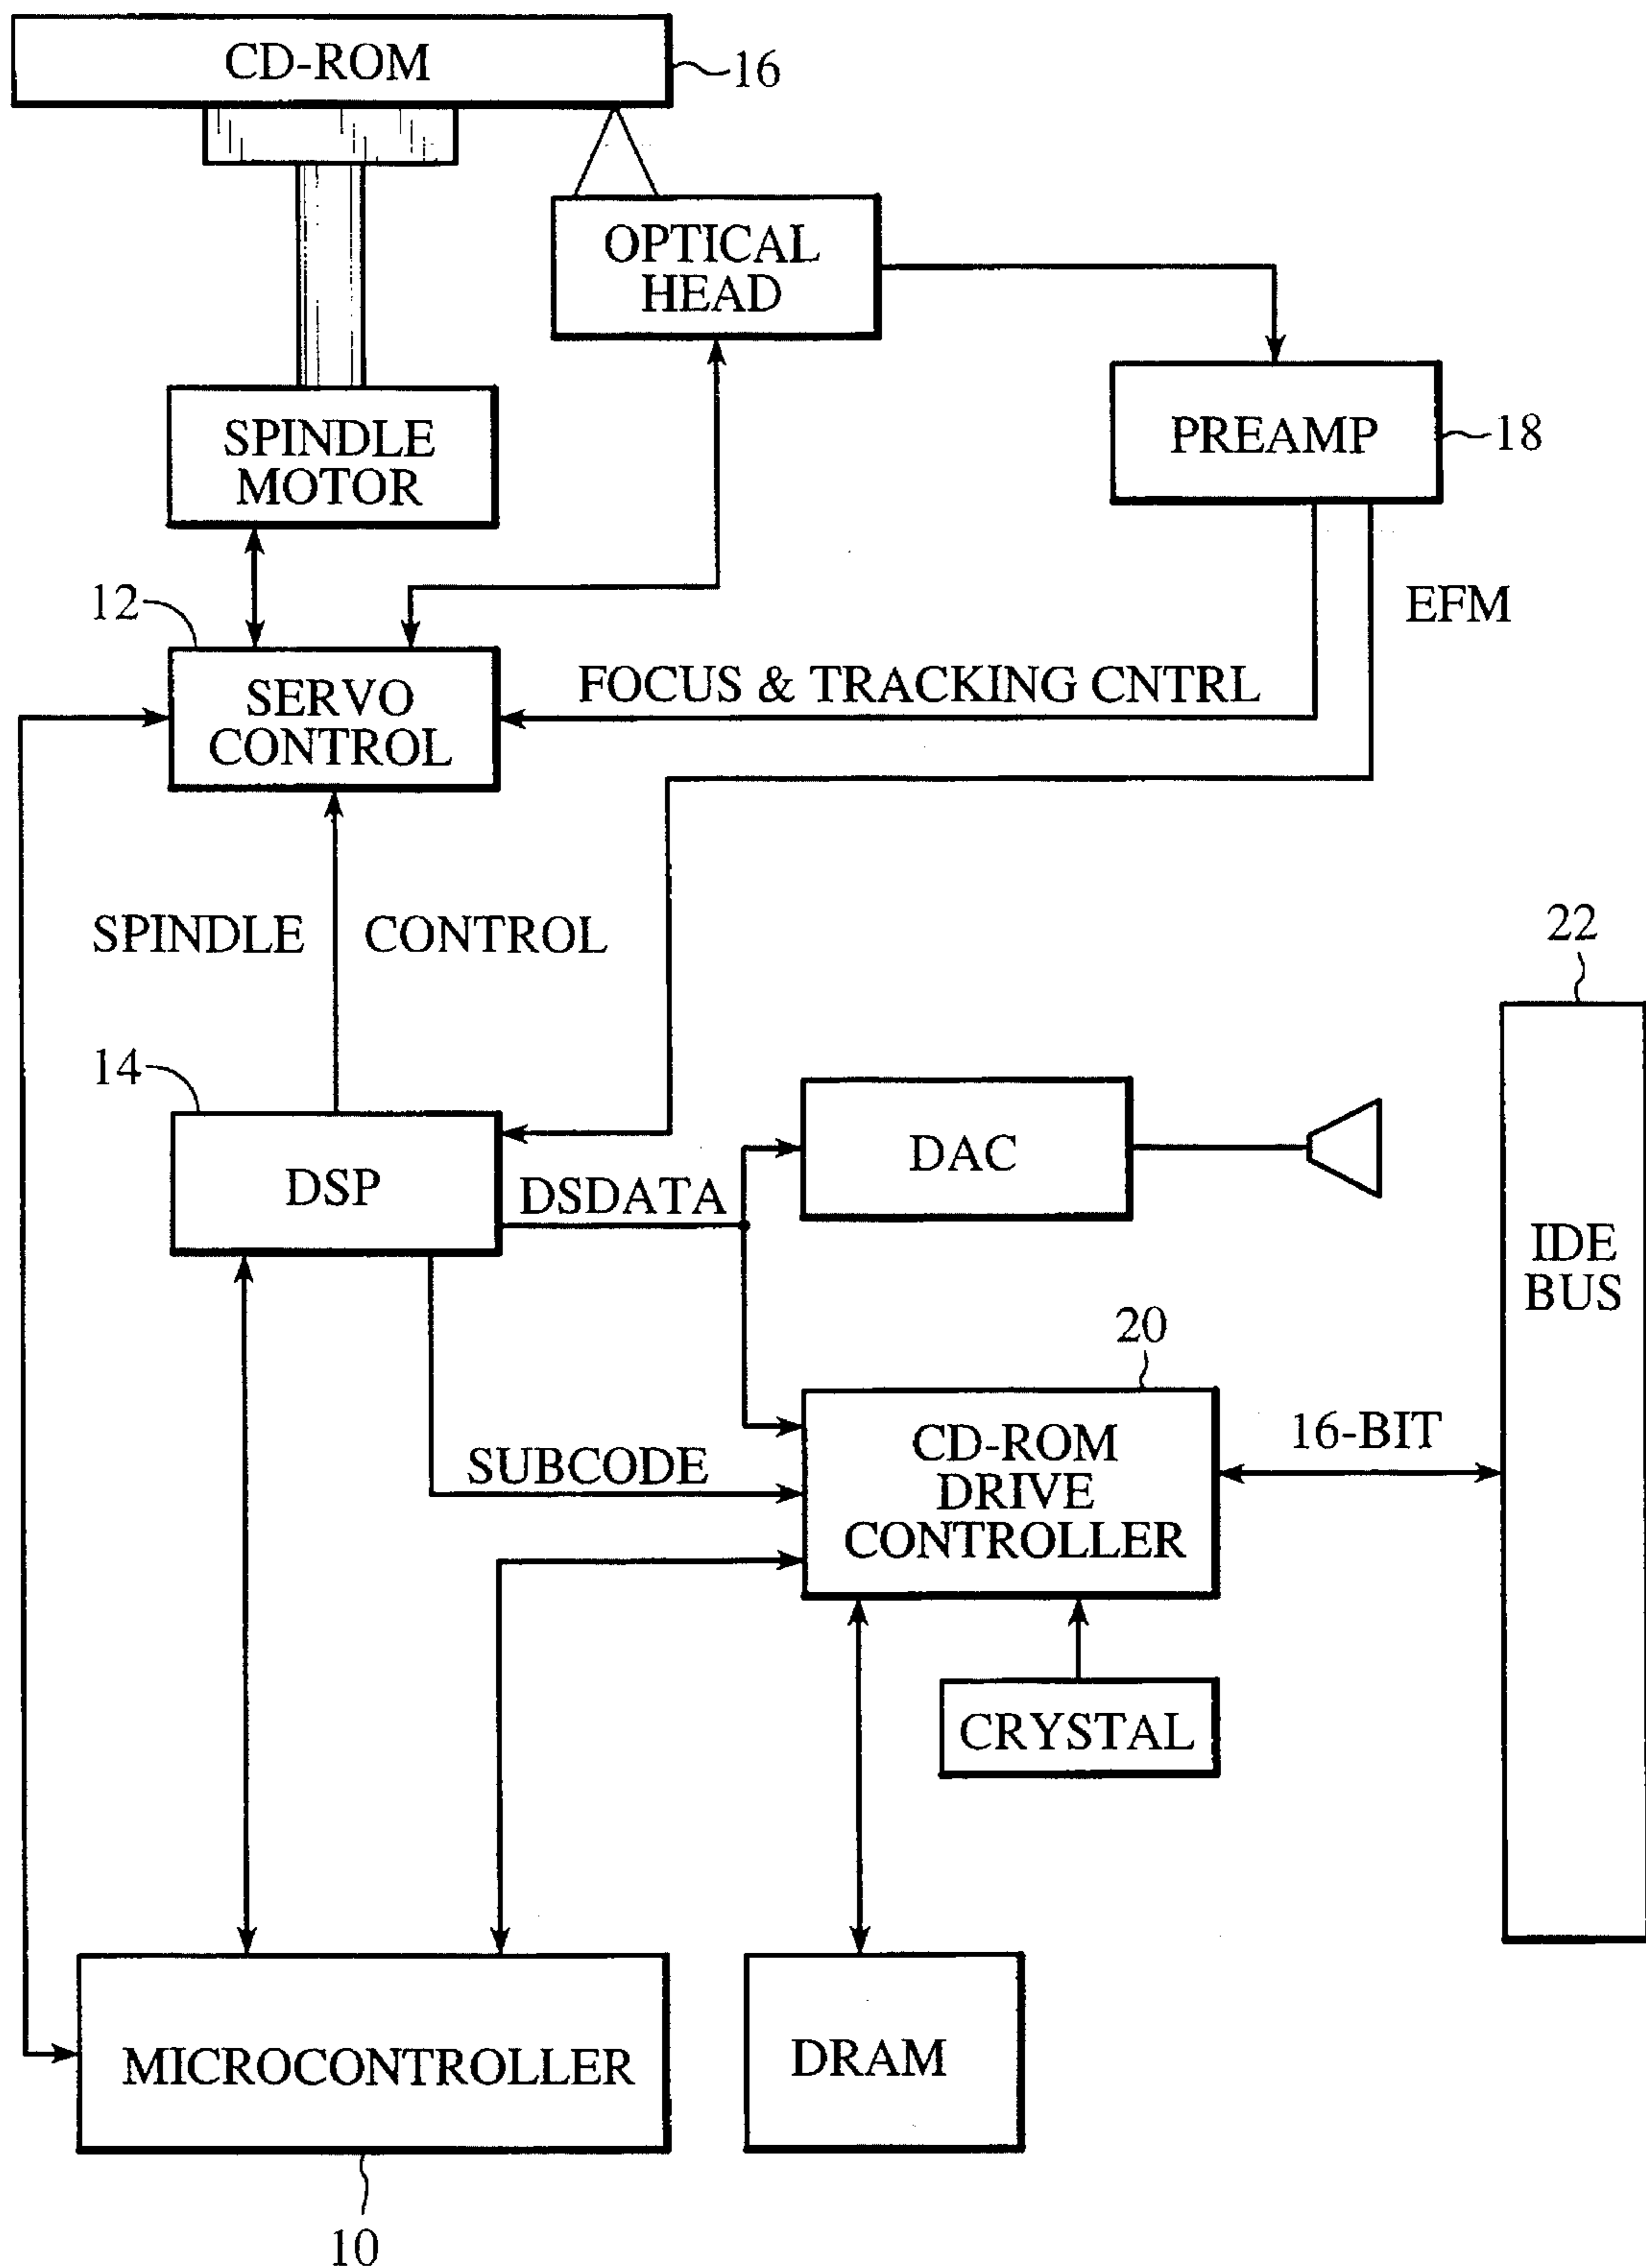 CD-ROM
16
OPTICAL
HEAD
SPINDLE
MOTOR
PREAMP
18
12
EFM
SERVO
CONTROL
FOCUS & TRACKING CNTRL
SPINDLE CONTROL
22
14
DSP
DAC
DSDATA
IDE
BUS
20
CD-ROM
DRIVE
CONTROLLER
16-BIT
SUBCODE
CRYSTAL
MICROCONTROLLER
DRAM
10